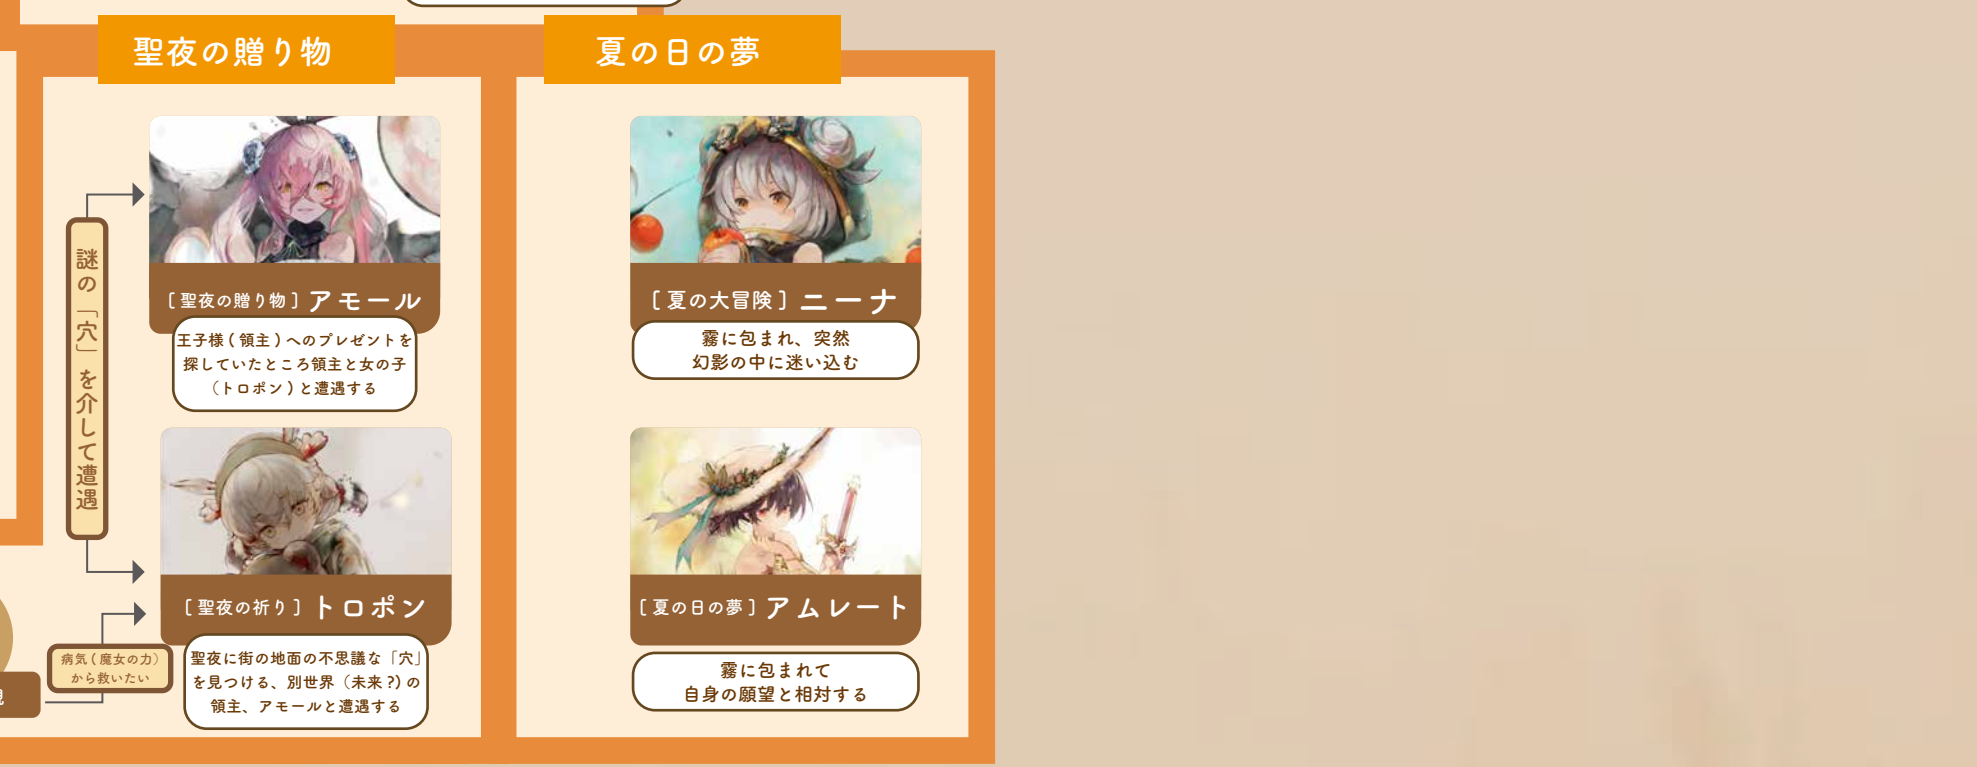 聖夜の贈り物
謎の「穴」を介して遭遇
[聖夜の贈り物] アモール
王子様(領主)へのプレゼントを
探していたところ領主と女の子
(トロポン)と遭遇する
[聖夜の祈り] トロポン
病気(魔女の力)
から救いたい
聖夜に街の地面の不思議な「穴」
を見つける、別世界(未来?)の
領主、アモールと遭遇する
夏の日の夢
[夏の大冒険] ニーナ
霧に包まれ、突然
幻影の中に迷い込む
[夏の日の夢] アムレート
霧に包まれて
自身の願望と相対する